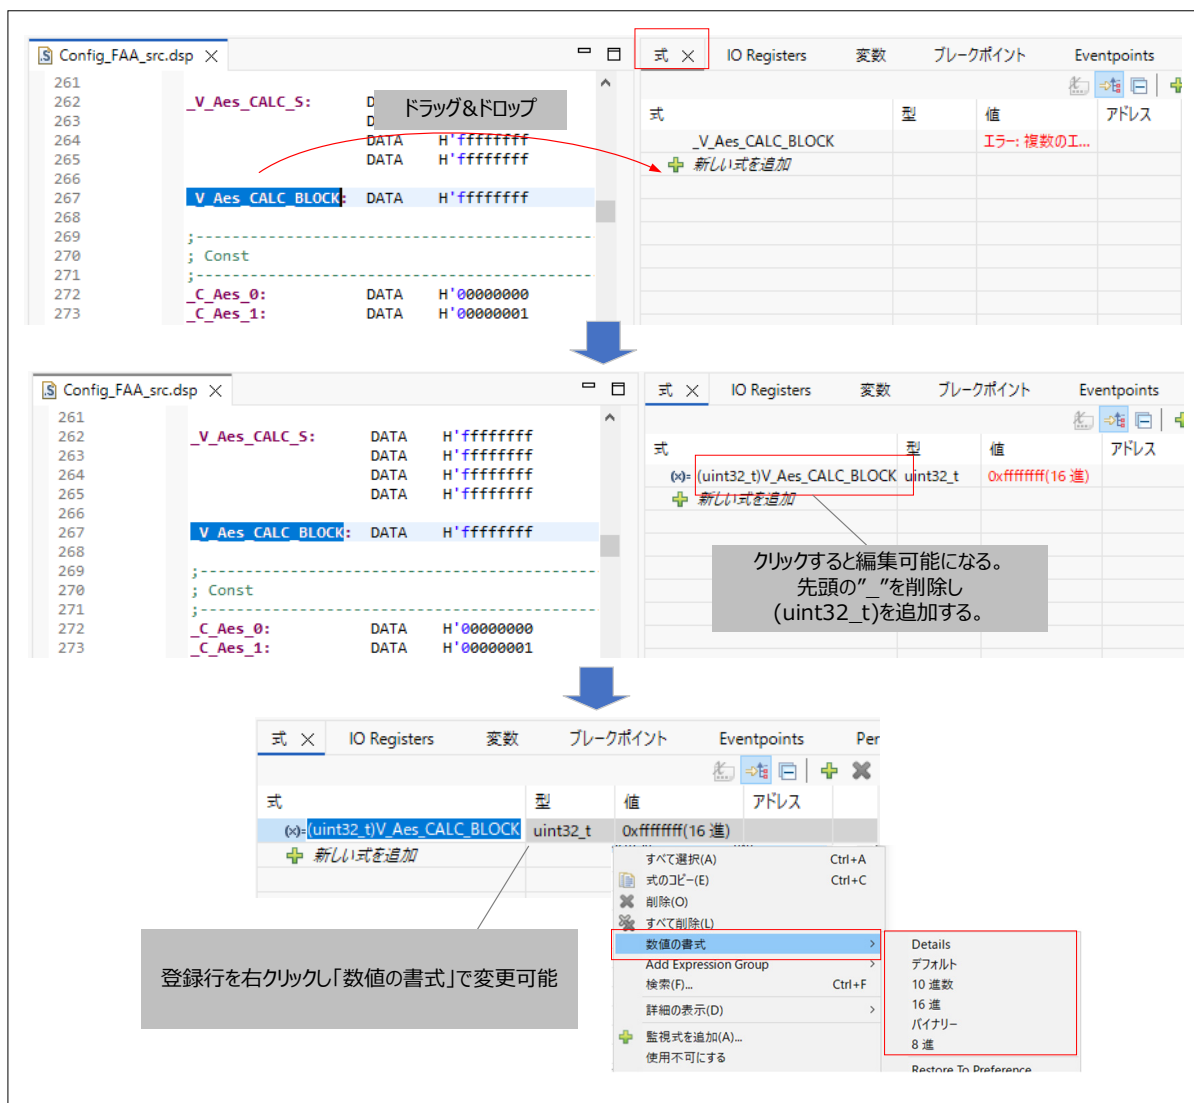 Config_FAA_src.dsp
式 IO Registers 変数 ブレークポイント Eventpoints
261
262 _V_Aes_CALC_S: D
ドラッグ&ドロップ
263 D
264 DATA H'ffffffff
265 DATA H'ffffffff
266
267 _V_Aes_CALC_BLOCK: DATA H'ffffffff
268
269 ;--------------------------------------------
270 ; Const
271 ;--------------------------------------------
272 _C_Aes_0: DATA H'00000000
273 _C_Aes_1: DATA H'00000001
式 型 値 アドレス
_V_Aes_CALC_BLOCK エラー: 複数のエ...
新しい式を追加
Config_FAA_src.dsp
式 IO Registers 変数 ブレークポイント Eventpoints
261
262 _V_Aes_CALC_S: DATA H'ffffffff
263 DATA H'ffffffff
264 DATA H'ffffffff
265 DATA H'ffffffff
266
267 _V_Aes_CALC_BLOCK: DATA H'ffffffff
268
269 ;--------------------------------------------
270 ; Const
271 ;--------------------------------------------
272 _C_Aes_0: DATA H'00000000
273 _C_Aes_1: DATA H'00000001
式 型 値 アドレス
(x)= (uint32_t)V_Aes_CALC_BLOCK uint32_t 0xffffffff(16 進)
新しい式を追加
クリックすると編集可能になる。
先頭の"_"を削除し
(uint32_t)を追加する。
式 IO Registers 変数 ブレークポイント Eventpoints Per
式 型 値 アドレス
(x)= (uint32_t)V_Aes_CALC_BLOCK uint32_t 0xffffffff(16 進)
新しい式を追加
すべて選択(A) Ctrl+A
式のコピー(E) Ctrl+C
削除(O)
すべて削除(L)
数値の書式 >
Add Expression Group >
検索(F)... Ctrl+F
詳細の表示(D) >
監視式を追加(A)...
使用不可にする
Details
デフォルト
10 進数
16 進
バイナリー
8 進
Restore To Preference
登録行を右クリックし「数値の書式」で変更可能